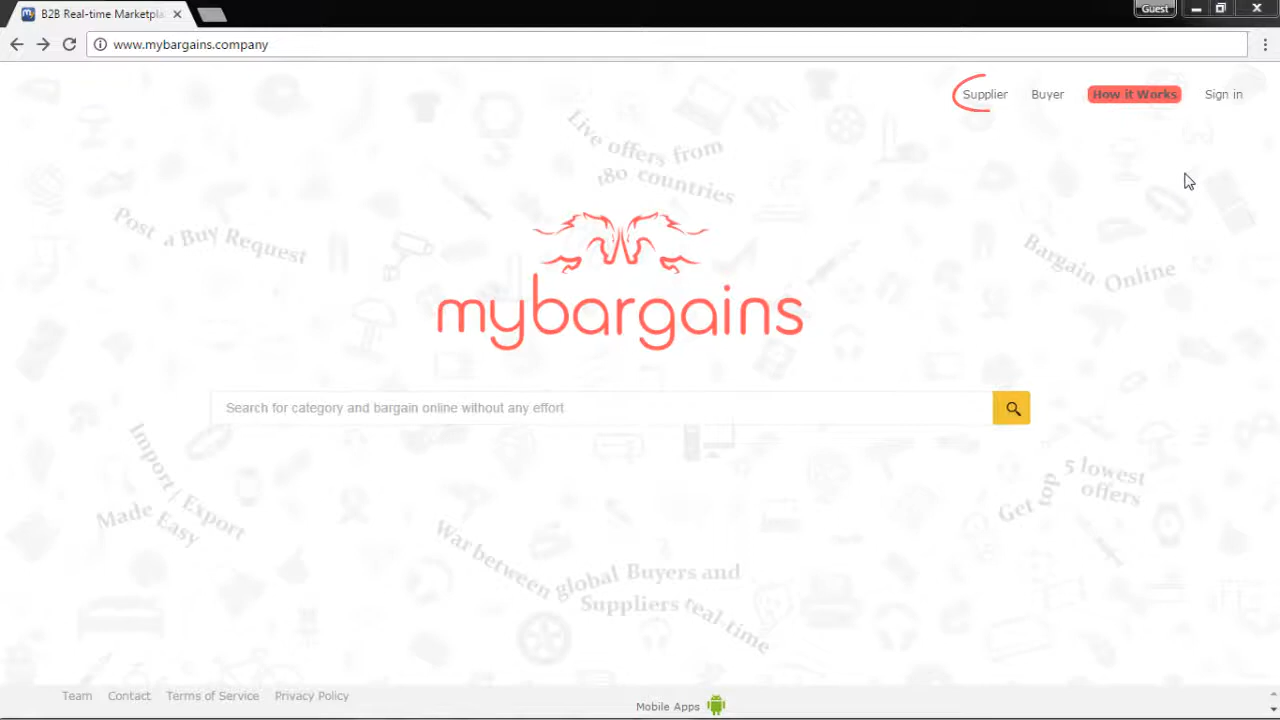 B2B Real-time Marketpla
Guest
www.mybargains.company
Supplier
Buyer
How it Works
Sign in
Live offers from
180 countries
Post a Buy Request
Bargain Online
mybargains
Search for category and bargain online without any effort
Import / Export
Made Easy
5 lowest
Get top offers
War between global Buyers and
Suppliers real-time
Team
Contact
Terms of Service
Privacy Policy
Mobile Apps